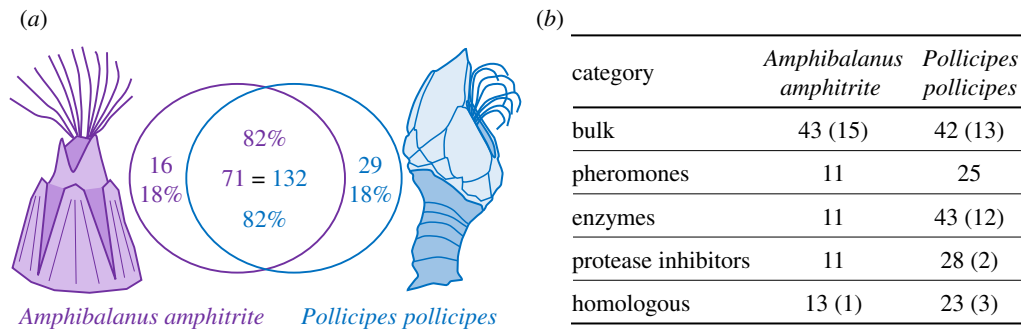 (a)
16
18%
82%
71 = 132
82%
29
18%
Amphibalanus amphitrite
Pollicipes pollicipes
(b)
category Amphibalanus amphitrite Pollicipes pollicipes
bulk 43 (15) 42 (13)
pheromones 11 25
enzymes 11 43 (12)
protease inhibitors 11 28 (2)
homologous 13 (1) 23 (3)